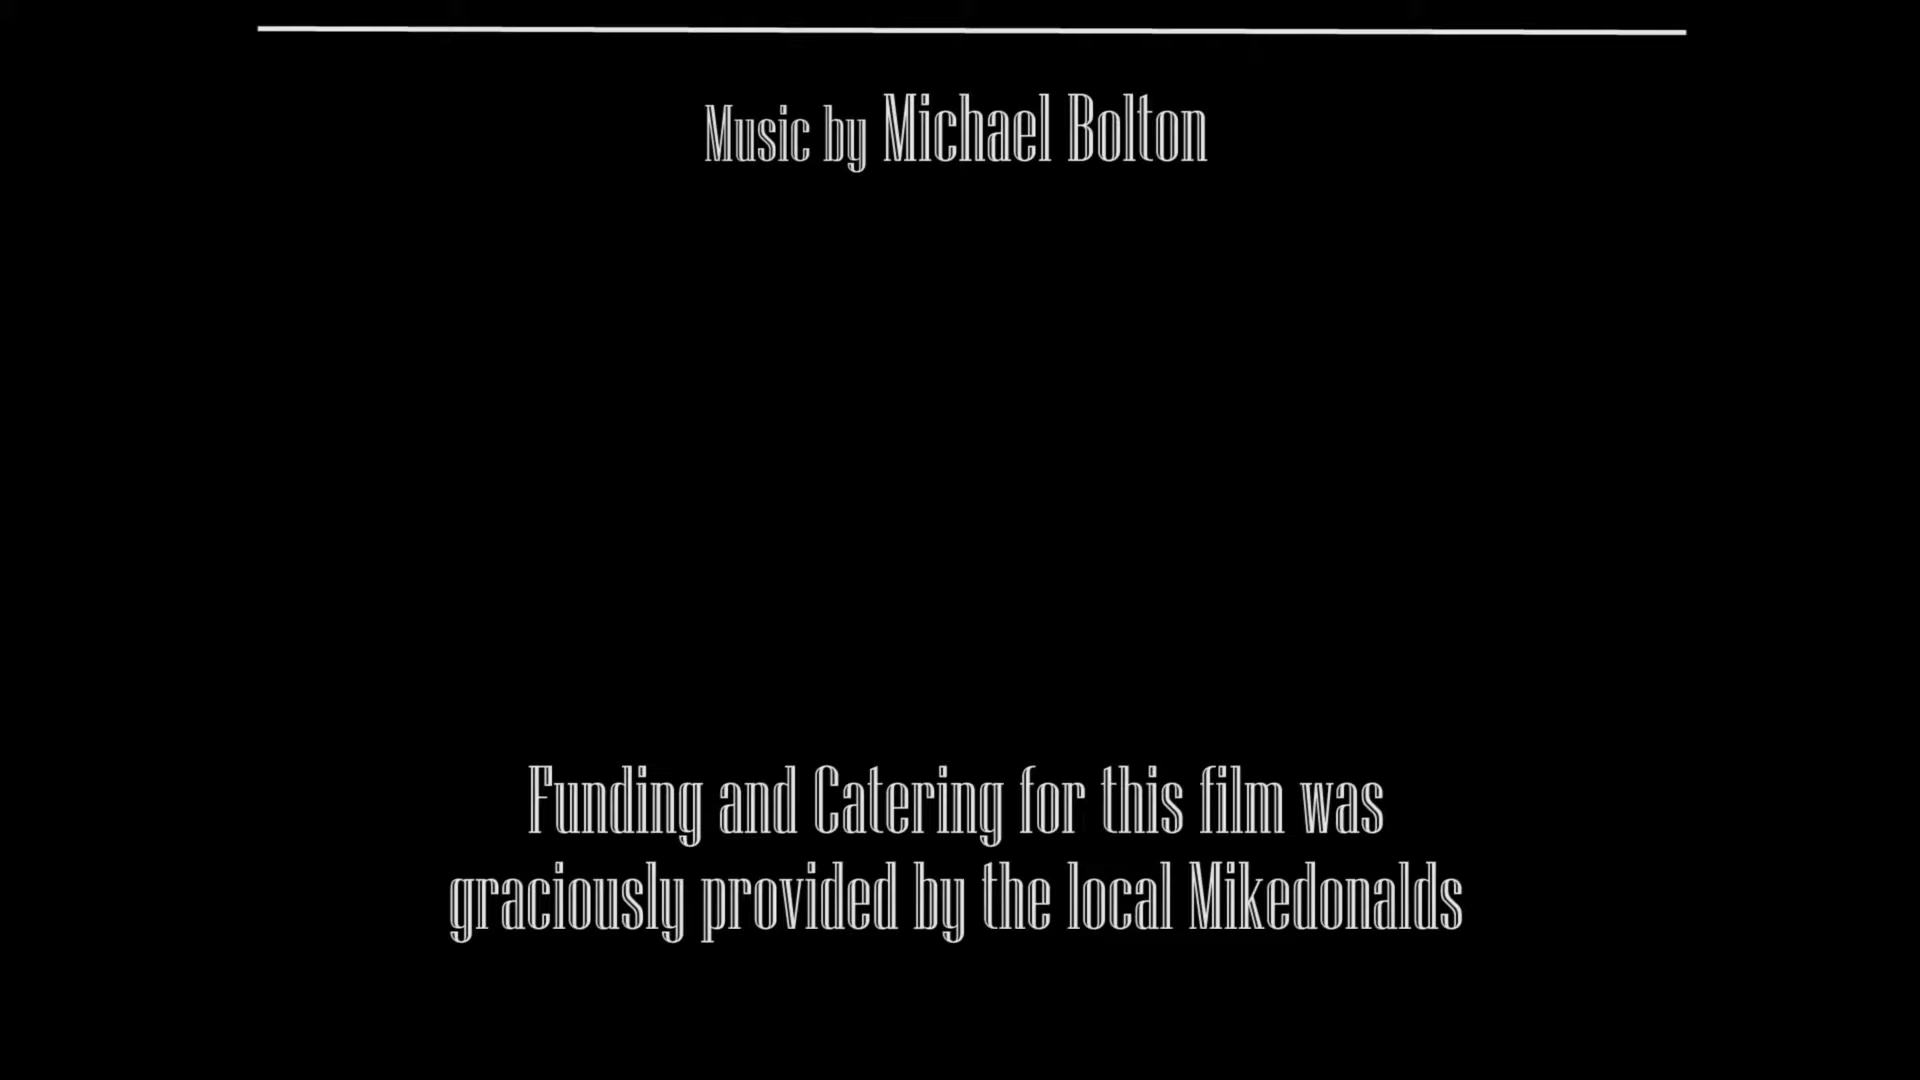 Music by Michael Bolton
Funding and Catering for this film was
graciously provided by the local Mikedonalds